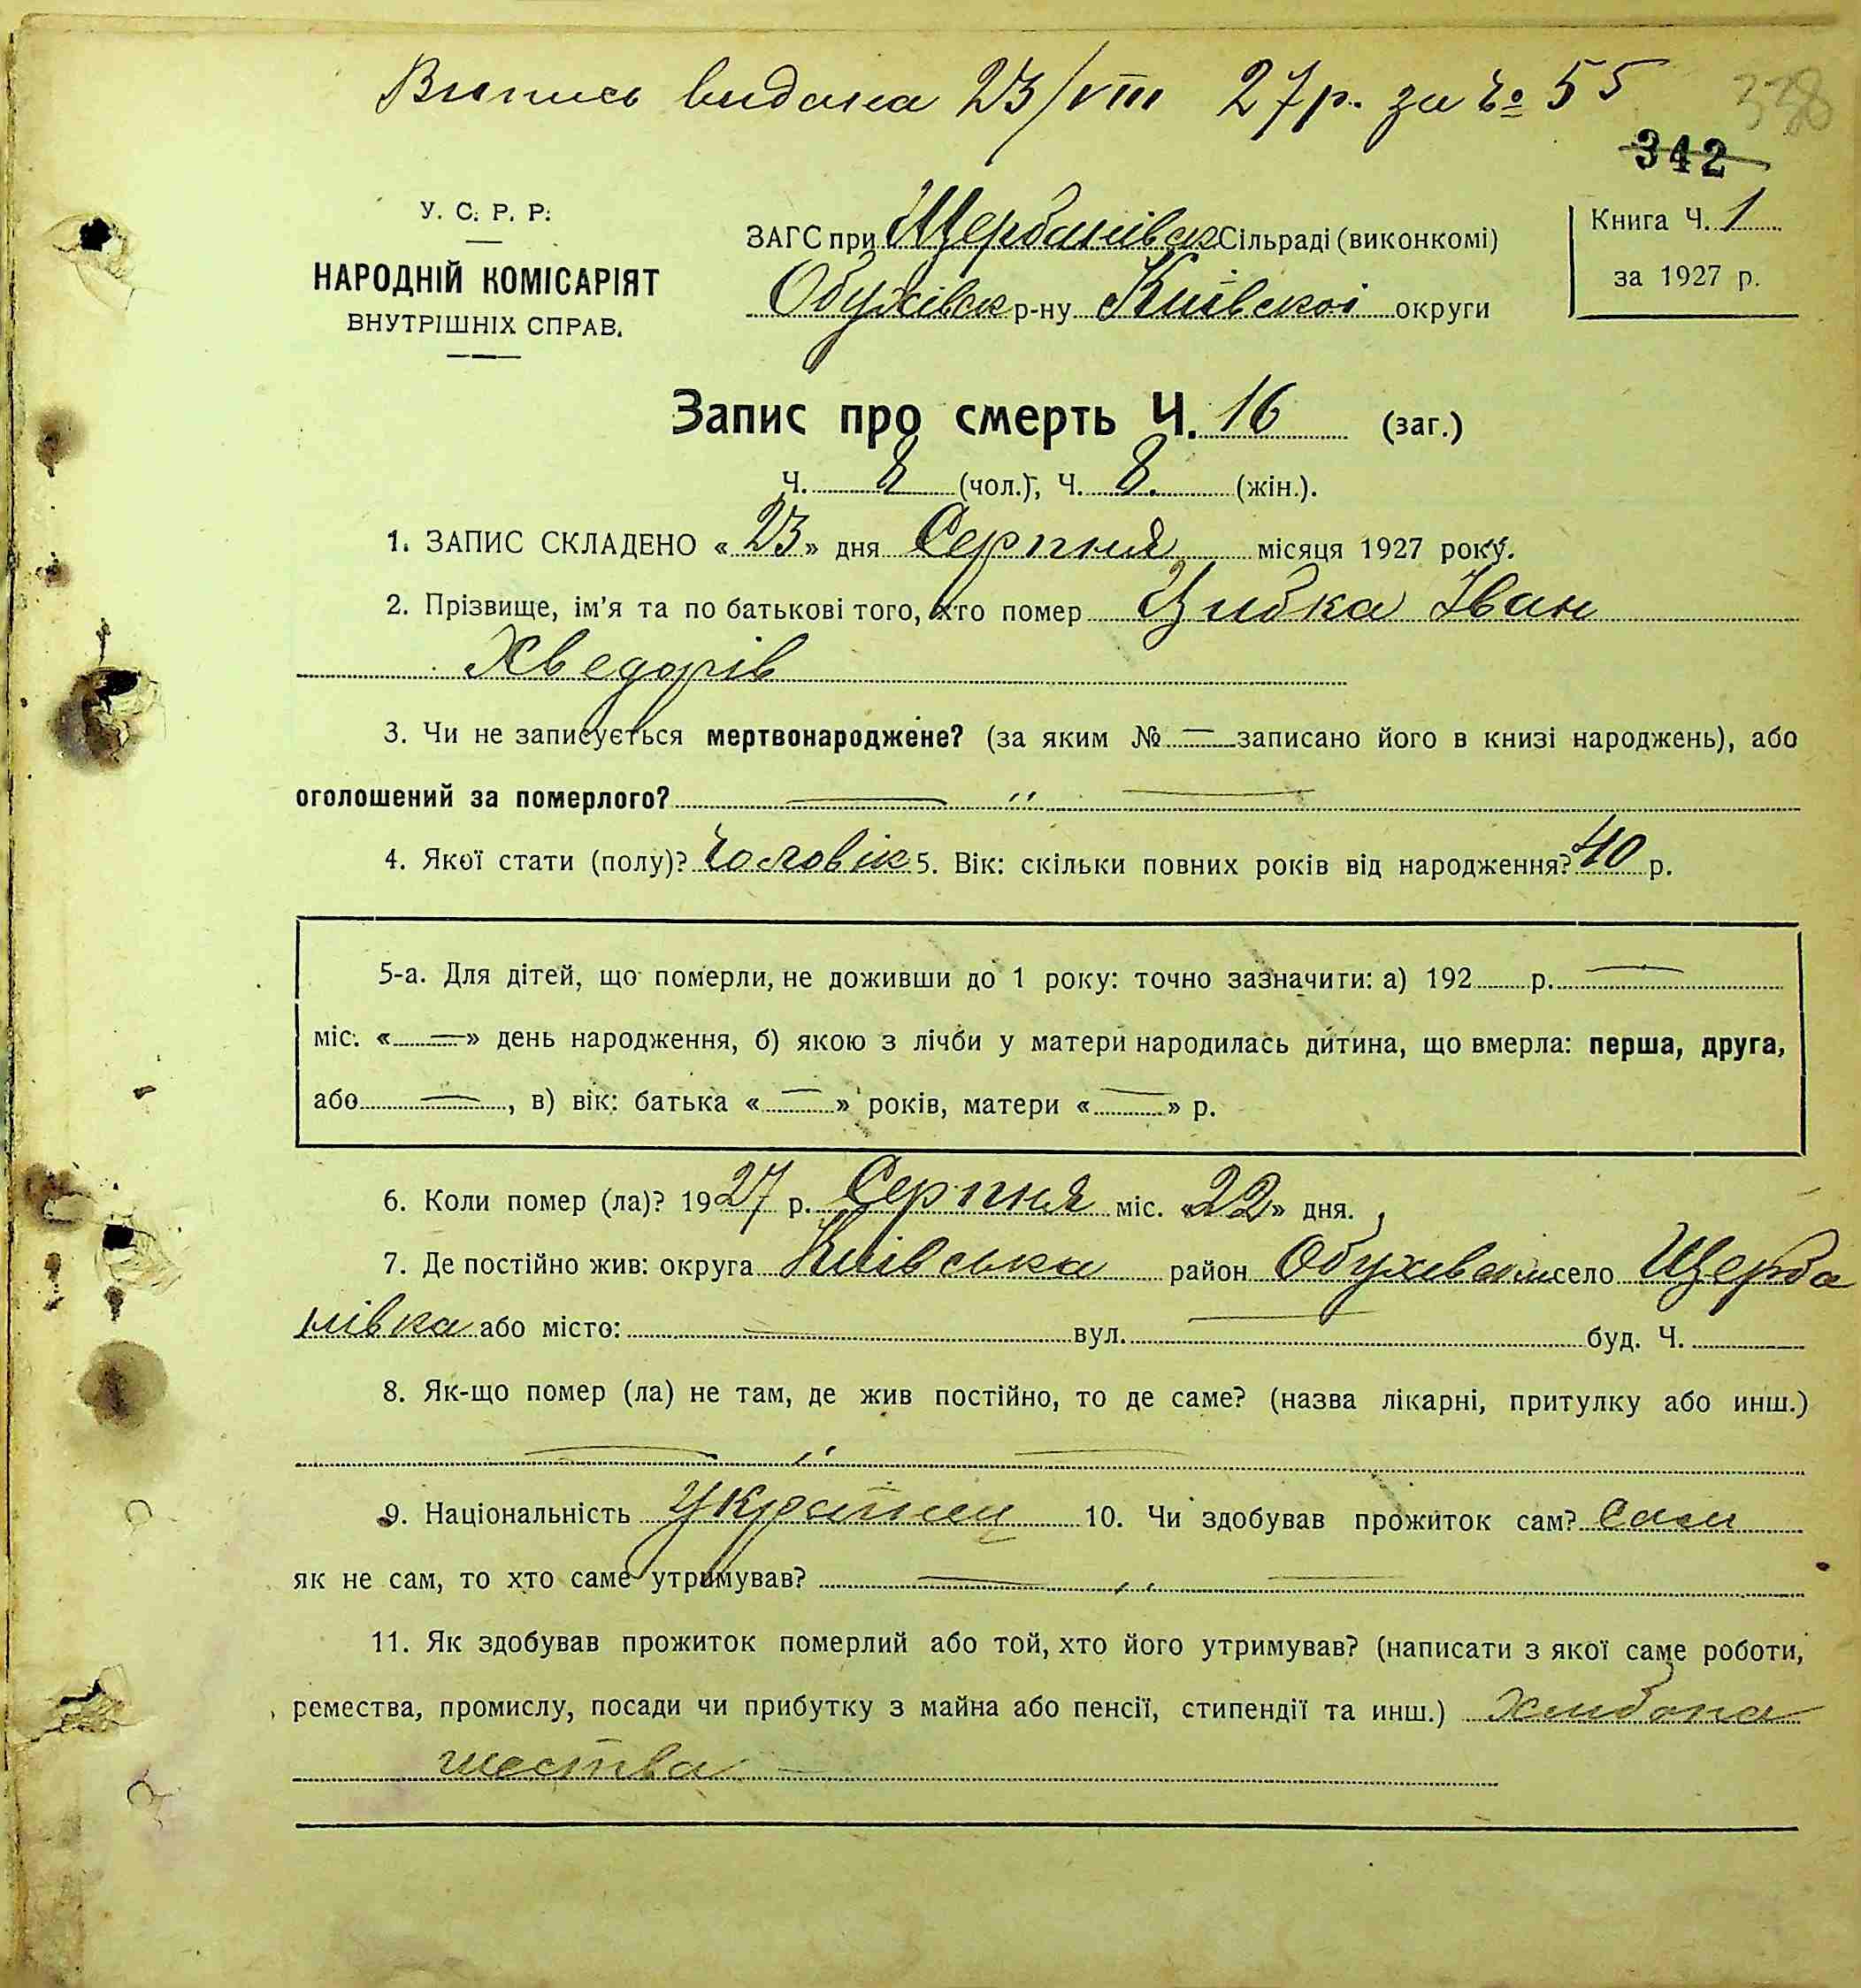 Випись видана 23/VIII 27 р. за Ч<u>о</u> 55
338
342
У. С. Р. Р.
НАРОДНІЙ КОМІСАРІЯТ
ВНУТРІШНІХ СПРАВ.
ЗАГС при Щербанівск Сільраді (виконкомі)
Обухівск р-ну Київскоі округи
Книга Ч. 1
за 1927 р.
Запис про смерть Ч. 16 (заг.)
Ч. 8 (чол.), Ч. 8. (жін.).
1. ЗАПИС СКЛАДЕНО «23» дня Серпня місяця 1927 року.
2. Прізвище, ім'я та по батькові того, хто помер Цибка Іван
Хведорів
3. Чи не записується мертвонароджене? (за яким № — записано його в книзі народжень), або
оголошений за померлого? — " —
4. Якої стати (полу)? Чоловік 5. Вік: скільки повних років від народження? 40 р.
5-а. Для дітей, що померли, не доживши до 1 року: точно зазначити: а) 192 р. —
міс. « — » день народження, б) якою з лічби у матери народилась дитина, що вмерла: перша, друга,
або — , в) вік: батька « — » років, матери « — » р.
6. Коли помер (ла)? 1927 р. Серпня міс. «22» дня.
7. Де постійно жив: округа Киівська район Обухивским село Щерба
нівка або місто: — вул. — буд. Ч.
8. Як-що помер (ла) не там, де жив постійно, то де саме? (назва лікарні, притулку або инш.)
— " —
9. Національність Українец 10. Чи здобував прожиток сам? Сам
як не сам, то хто саме утримував? — " —
11. Як здобував прожиток померлий або той, хто його утримував? (написати з якої саме роботи,
ремества, промислу, посади чи прибутку з майна або пенсії, стипендії та инш.) З Хлибопа
шества